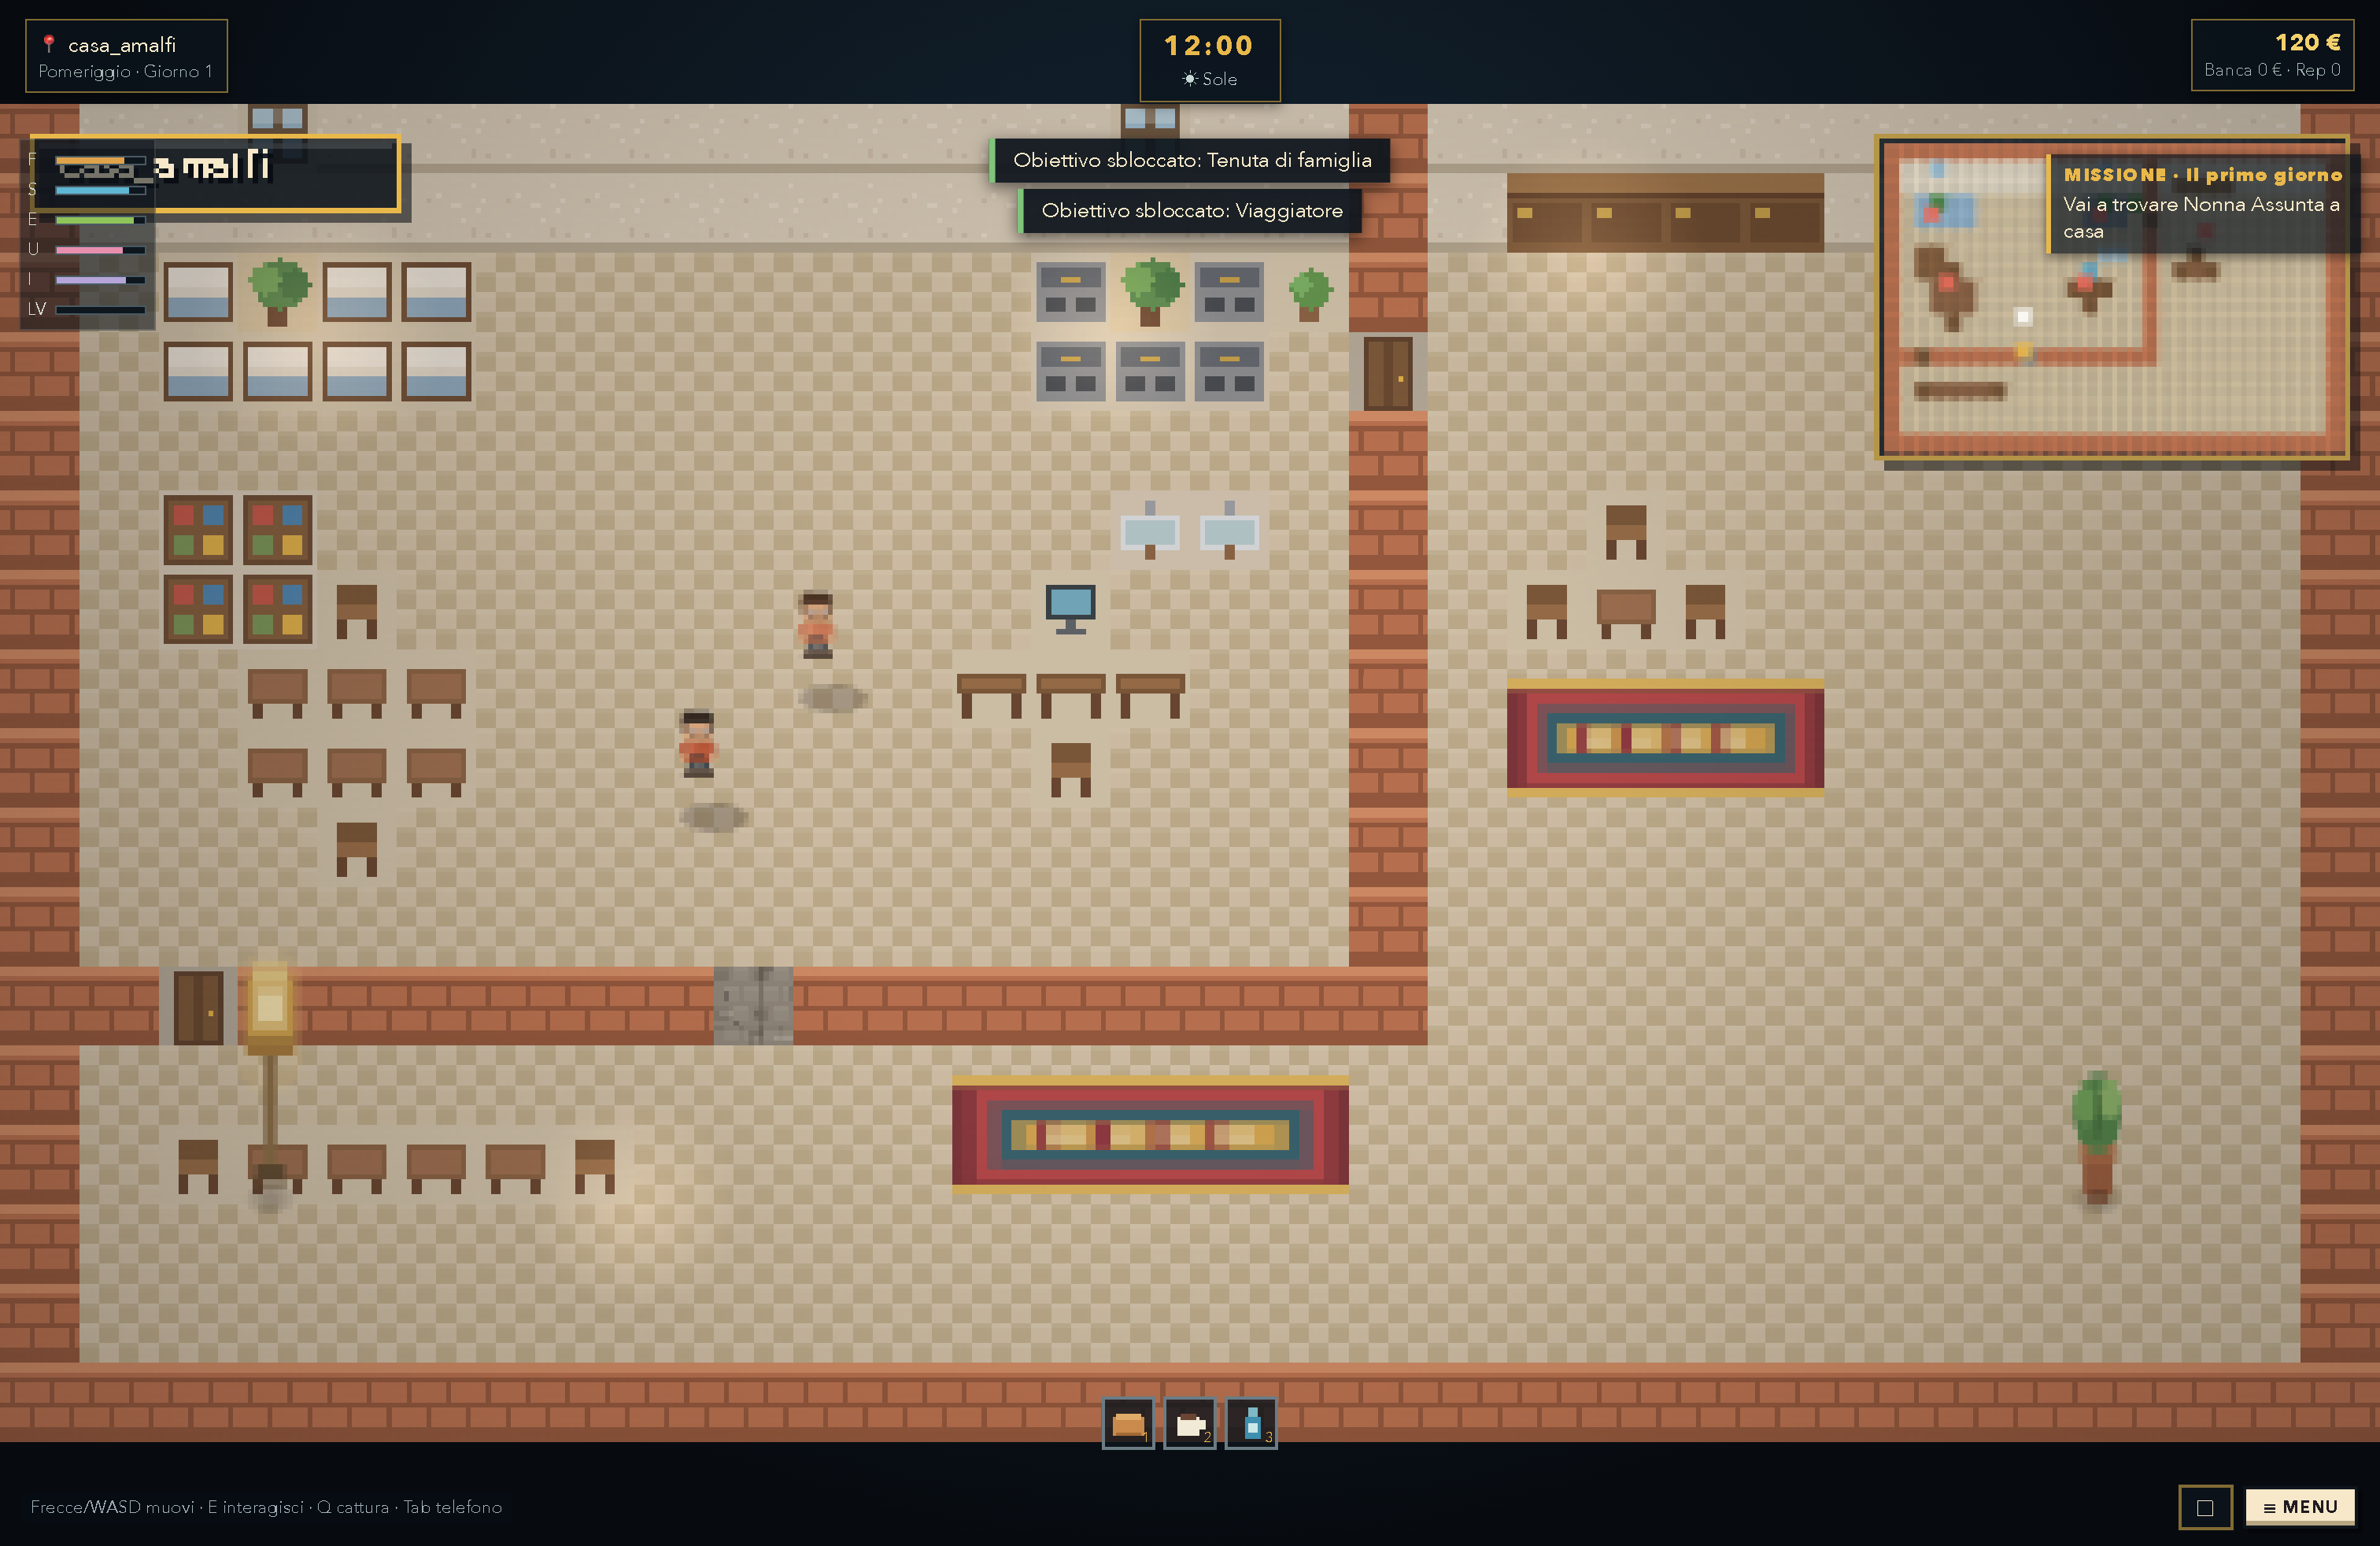 casa_amalfi
Pomeriggio · Giorno 1
12:00
Sole
120 €
Banca 0 € · Rep 0
Obiettivo sbloccato: Tenuta di famiglia
Obiettivo sbloccato: Viaggiatore
MISSIONE · Il primo giorno
Vai a trovare Nonna Assunta a
casa
F
a malfi
S
E
U
I
LV
1
2
3
Frecce/WASD muovi · E interagisci · Q cattura · Tab telefono
≡ MENU